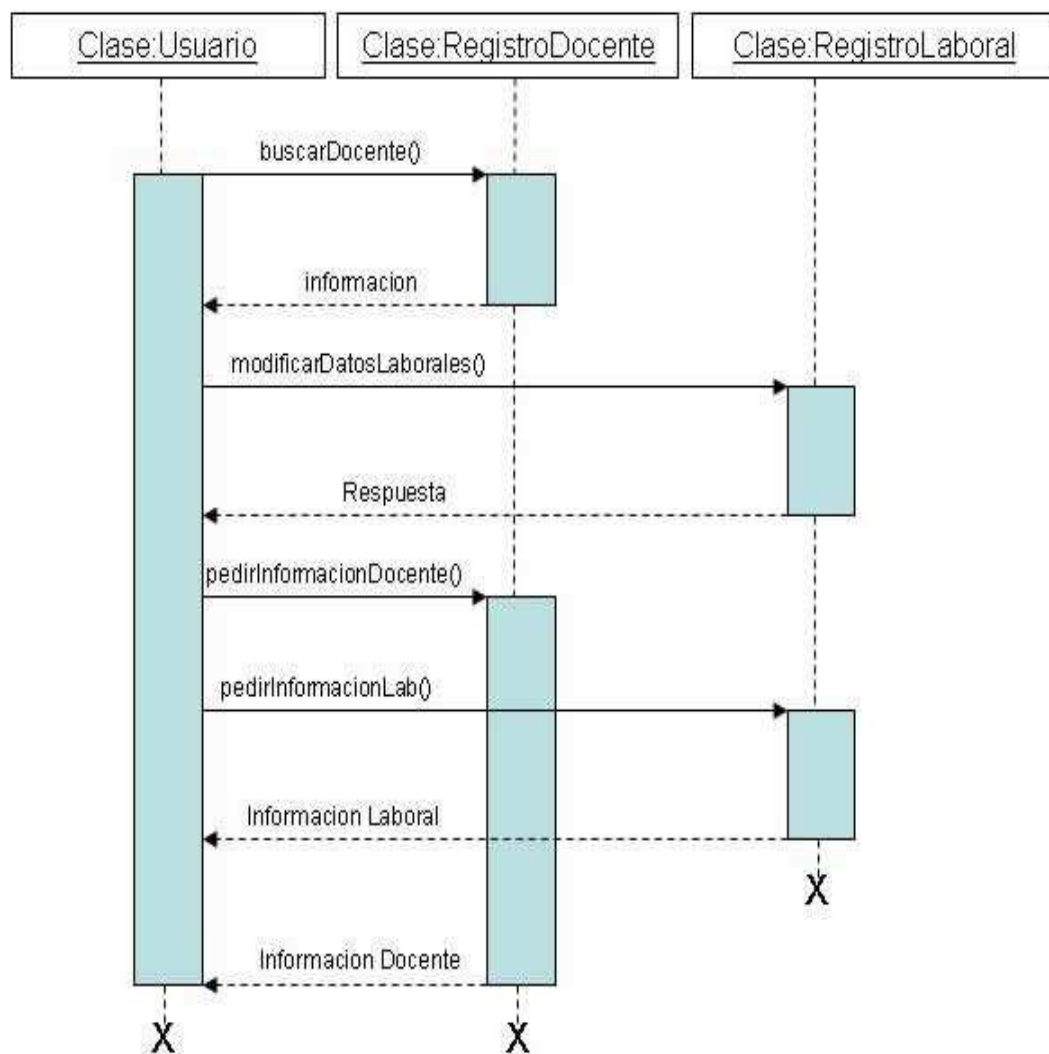 Clase:Usuario
Clase:RegistroDocente
Clase:RegistroLaboral
buscarDocente()
informacion
modificarDatosLaborales()
Respuesta
pedirInformacionDocente()
pedirInformacionLab()
Informacion Laboral
X
Informacion Docente
X
X